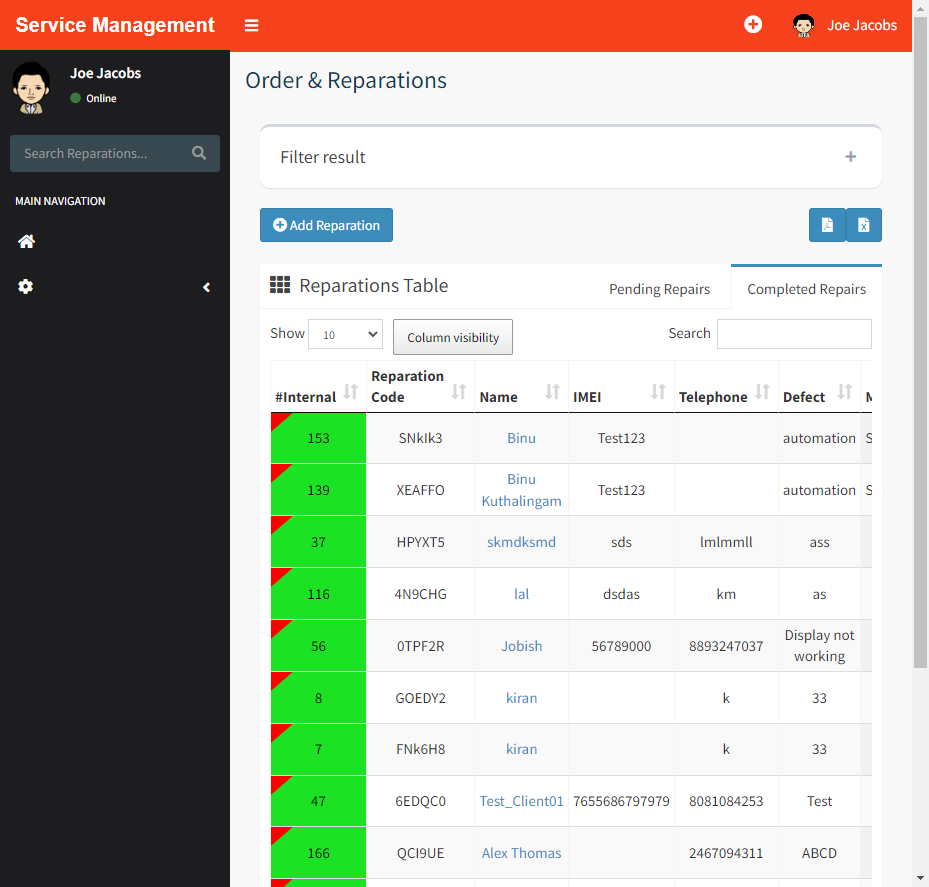 Service Management
Joe Jacobs
Joe Jacobs
Online
Search Reparations...
MAIN NAVIGATION
Order & Reparations
Filter result
Add Reparation
Reparations Table
Pending Repairs
Completed Repairs
Show 10
Column visibility
Search
#Internal Reparation Code Name IMEI Telephone Defect
153 SNkIk3 Binu Test123 automation S
139 XEAFFO Binu Kuthalingam Test123 automation S
37 HPYXT5 skmdksmd sds lmlmmll ass
116 4N9CHG lal dsdas km as
56 0TPF2R Jobish 56789000 8893247037 Display not working
8 GOEDY2 kiran k 33
7 FNk6H8 kiran k 33
47 6EDQC0 Test_Client01 7655686797979 8081084253 Test
166 QCI9UE Alex Thomas 2467094311 ABCD